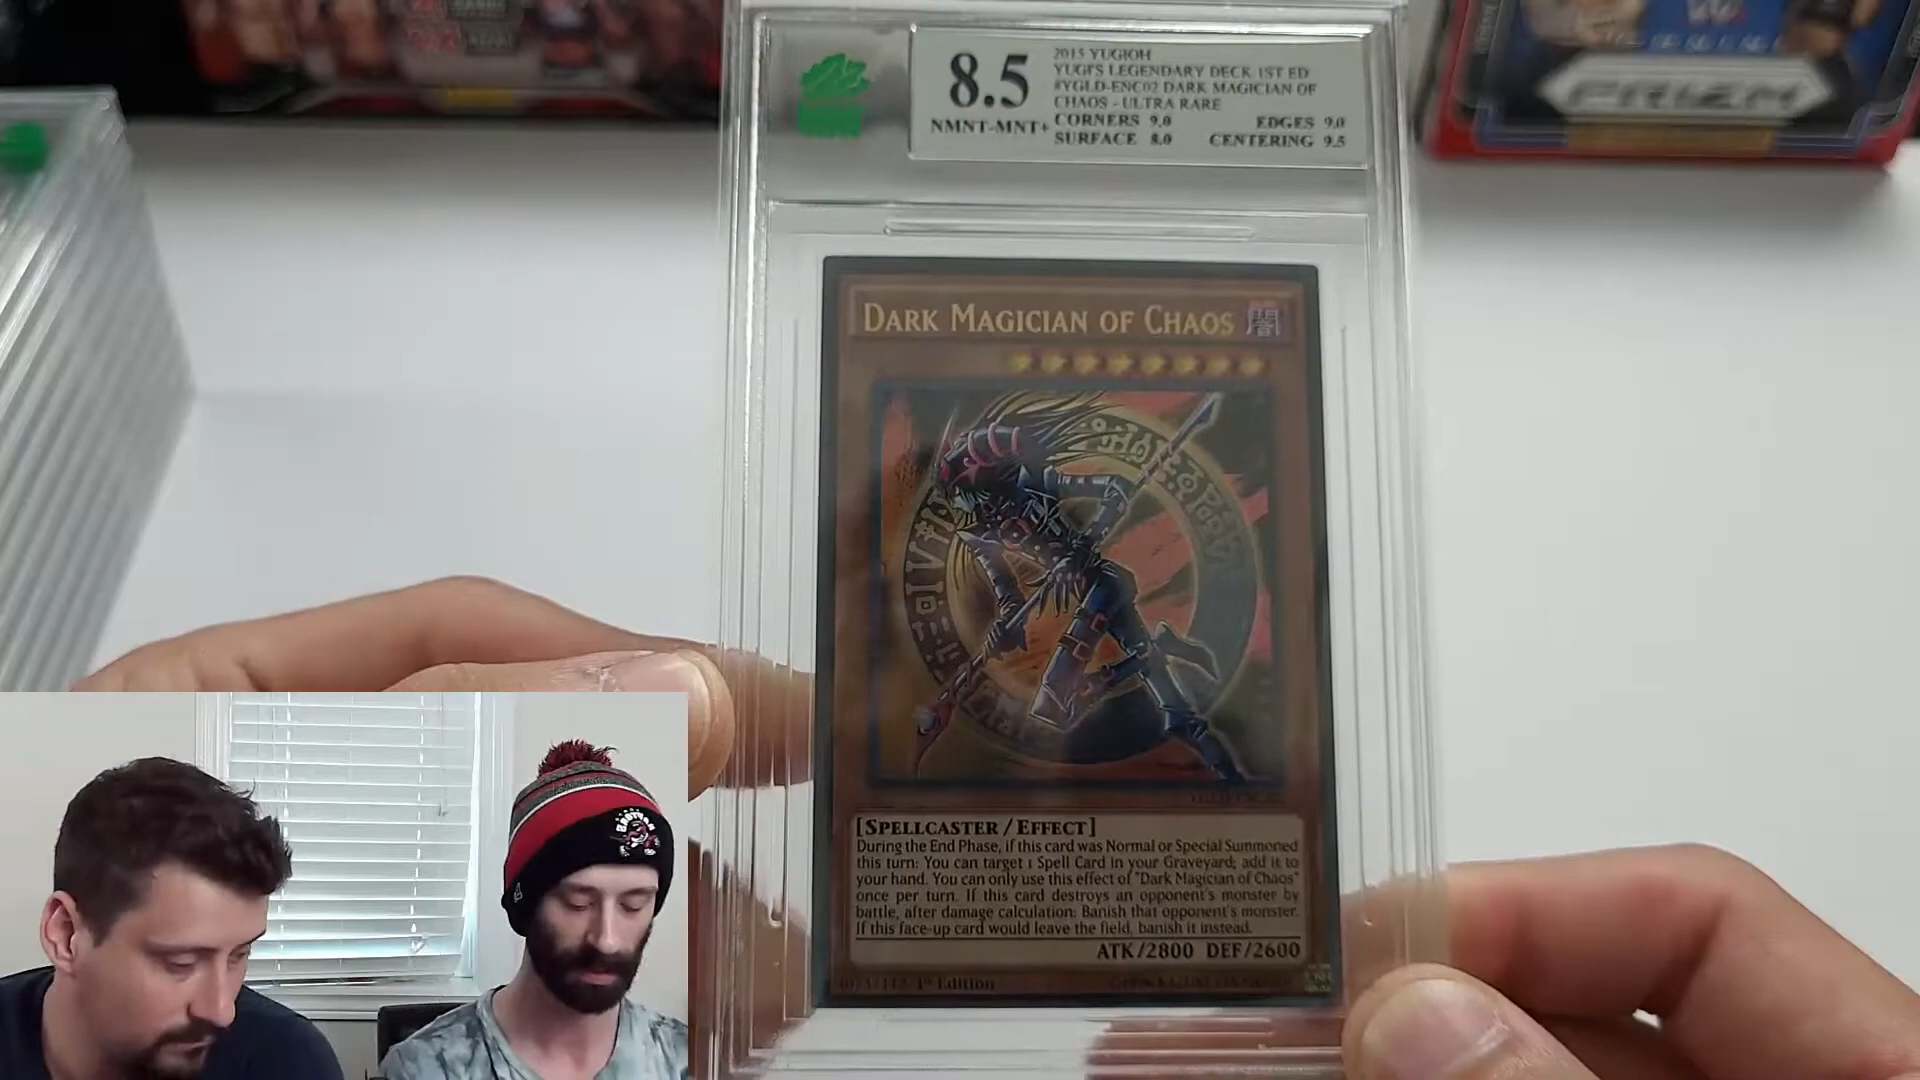 8.5
NMNT-MNT+
2015 YUGIOH
YUGI'S LEGENDARY DECK 1ST ED
#YGLD-ENC02 DARK MAGICIAN OF
CHAOS - ULTRA RARE
CORNERS 9.0 EDGES 9.0
SURFACE 8.0 CENTERING 9.5
PRIZM
DARK MAGICIAN OF CHAOS 闇
[SPELLCASTER/EFFECT]
During the End Phase, if this card was Normal or Special Summoned
this turn: You can target 1 Spell Card in your Graveyard; add it to
your hand. You can only use this effect of "Dark Magician of Chaos"
once per turn. If this card destroys an opponent's monster by
battle, after damage calculation: Banish that opponent's monster.
If this face-up card would leave the field, banish it instead.
ATK/2800 DEF/2600
1st Edition